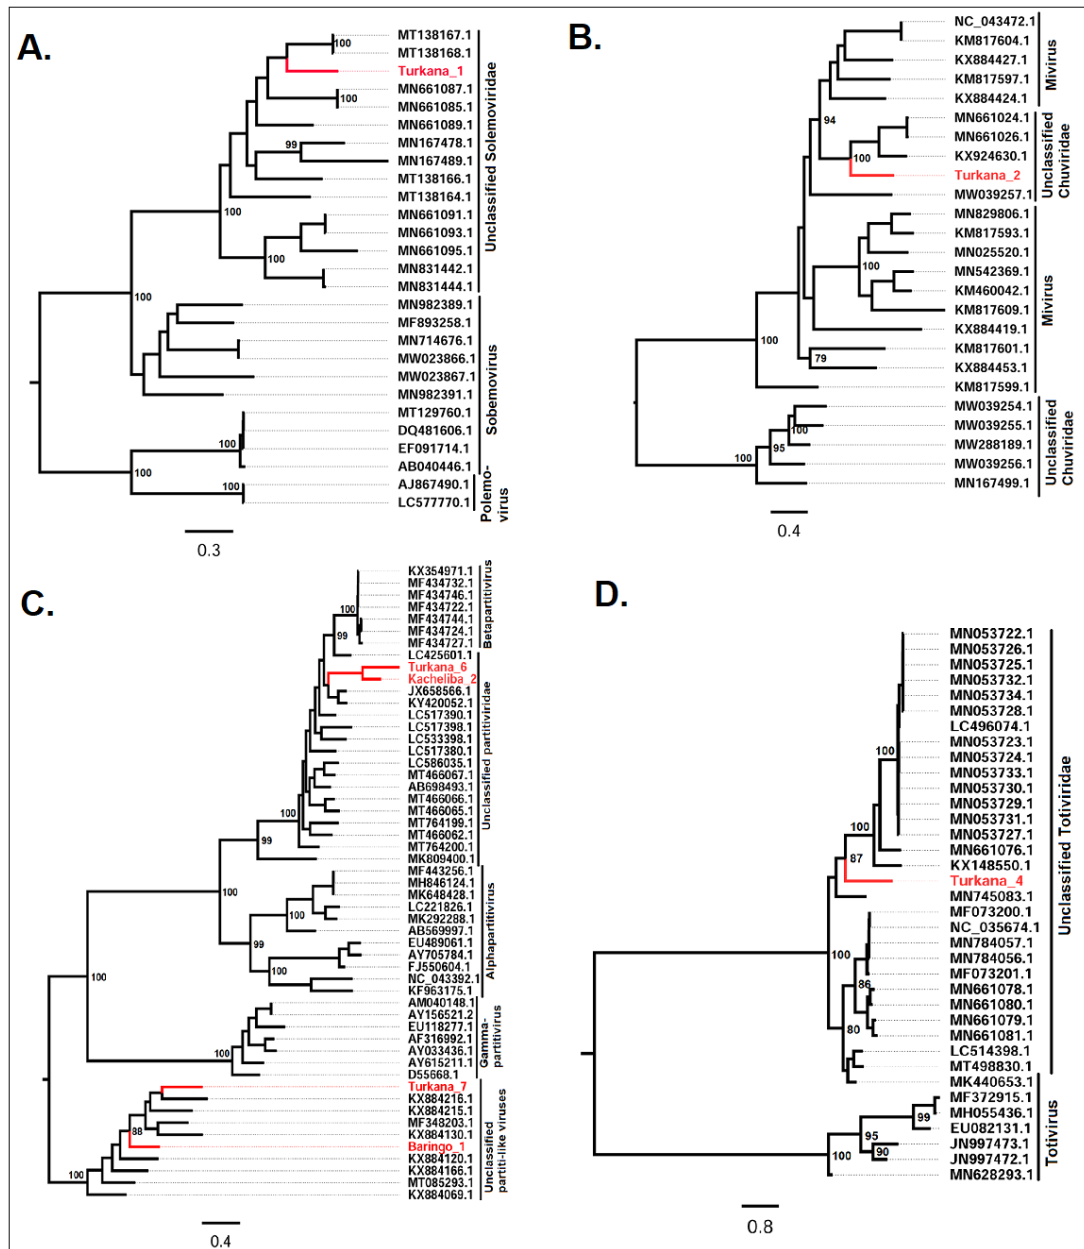 A.
MT138167.1
MT138168.1
Turkana_1
MN661087.1
MN661085.1
MN661089.1
MN167478.1
MN167489.1
MT138166.1
MT138164.1
MN661091.1
MN661093.1
MN661095.1
MN831442.1
MN831444.1
MN982389.1
MF893258.1
MN714676.1
MW023866.1
MW023867.1
MN982391.1
MT129760.1
DQ481606.1
EF091714.1
AB040446.1
AJ867490.1
LC577770.1
100
100
99
100
100
100
100
100
Unclassified Solemoviridae
Sobemovirus
Polemo-
virus
0.3
B.
NC_043472.1
KM817604.1
KX884427.1
KM817597.1
KX884424.1
MN661024.1
MN661026.1
KX924630.1
Turkana_2
MW039257.1
MN829806.1
KM817593.1
MN025520.1
MN542369.1
KM460042.1
KM817609.1
KX884419.1
KM817601.1
KX884453.1
KM817599.1
MW039254.1
MW039255.1
MW288189.1
MW039256.1
MN167499.1
94
100
100
100
79
100
95
100
Mivirus
Unclassified
Chuviridae
Mivirus
Unclassified
Chuviridae
0.4
C.
KX354971.1
MF434732.1
MF434746.1
MF434722.1
MF434744.1
MF434724.1
MF434727.1
LC425601.1
Turkana_6
Kacheliba_2
JX658566.1
KY420052.1
LC517390.1
LC517398.1
LC533398.1
LC517380.1
LC586035.1
MT466067.1
AB698493.1
MT466066.1
MT466065.1
MT764199.1
MT466062.1
MT764200.1
MK809400.1
MF443256.1
MH846124.1
MK648428.1
LC221826.1
MK292288.1
AB569997.1
EU489061.1
AY705784.1
FJ550604.1
NC_043392.1
KF963175.1
AM040148.1
AY156521.2
EU118277.1
AF316992.1
AY033436.1
AY615211.1
D55668.1
Turkana_7
KX884216.1
KX884215.1
MF348203.1
KX884130.1
Baringo_1
KX884120.1
KX884166.1
MT085293.1
KX884069.1
100
99
100
99
100
100
99
100
100
100
88
100
Betapartitivirus
Unclassified partitiviridae
Alphapartitivirus
Gamma-
partitivirus
Unclassified
partiti-like viruses
0.4
D.
MN053722.1
MN053726.1
MN053725.1
MN053732.1
MN053734.1
MN053728.1
LC496074.1
MN053723.1
MN053724.1
MN053733.1
MN053730.1
MN053729.1
MN053731.1
MN053727.1
MN661076.1
KX148550.1
Turkana_4
MN745083.1
MF073200.1
NC_035674.1
MN784057.1
MN784056.1
MF073201.1
MN661078.1
MN661080.1
MN661079.1
MN661081.1
LC514398.1
MT498830.1
MK440653.1
MF372915.1
MH055436.1
EU082131.1
JN997473.1
JN997472.1
MN628293.1
100
100
87
100
86
80
99
95
90
100
Unclassified Totiviridae
Totivirus
0.8